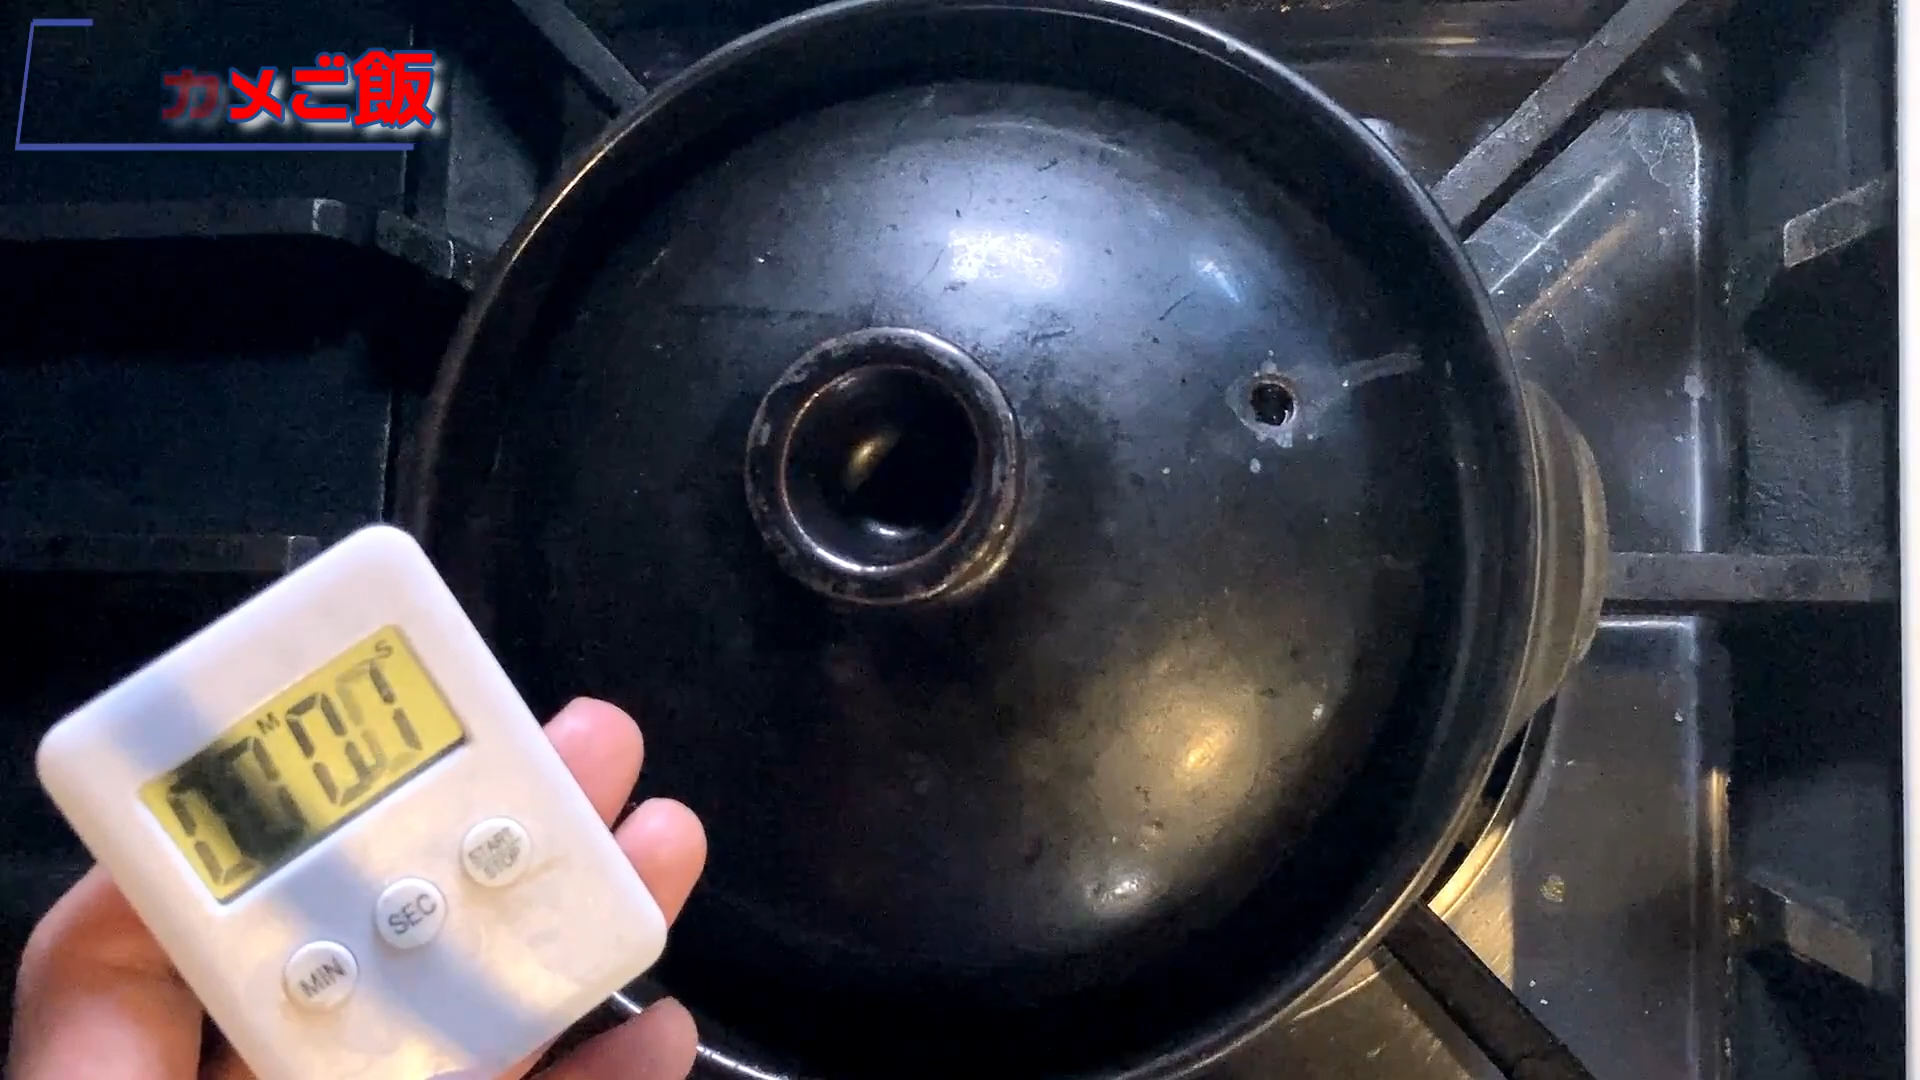 カメご飯
M S
START
STOP
SEC
MIN